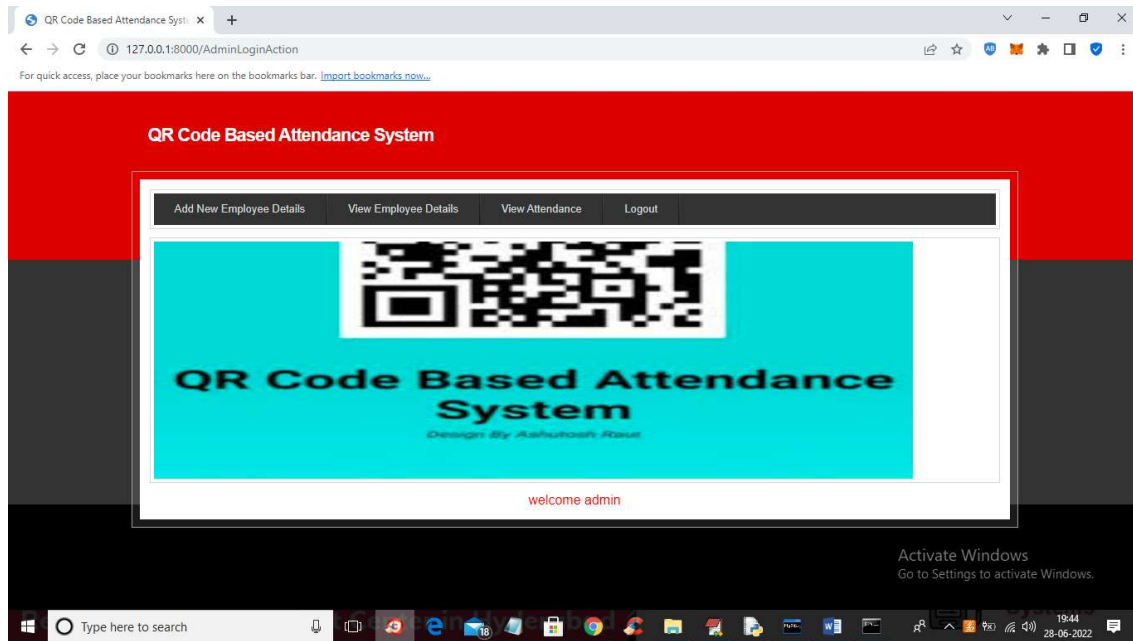 QR Code Based Attendance Syst
127.0.0.1:8000/AdminLoginAction
For quick access, place your bookmarks here on the bookmarks bar. Import bookmarks now...
QR Code Based Attendance System
Add New Employee Details View Employee Details View Attendance Logout
QR Code Based Attendance
System
Design By Ashutosh Raut
welcome admin
Activate Windows
Go to Settings to activate Windows.
Type here to search
18
19:44
28-06-2022